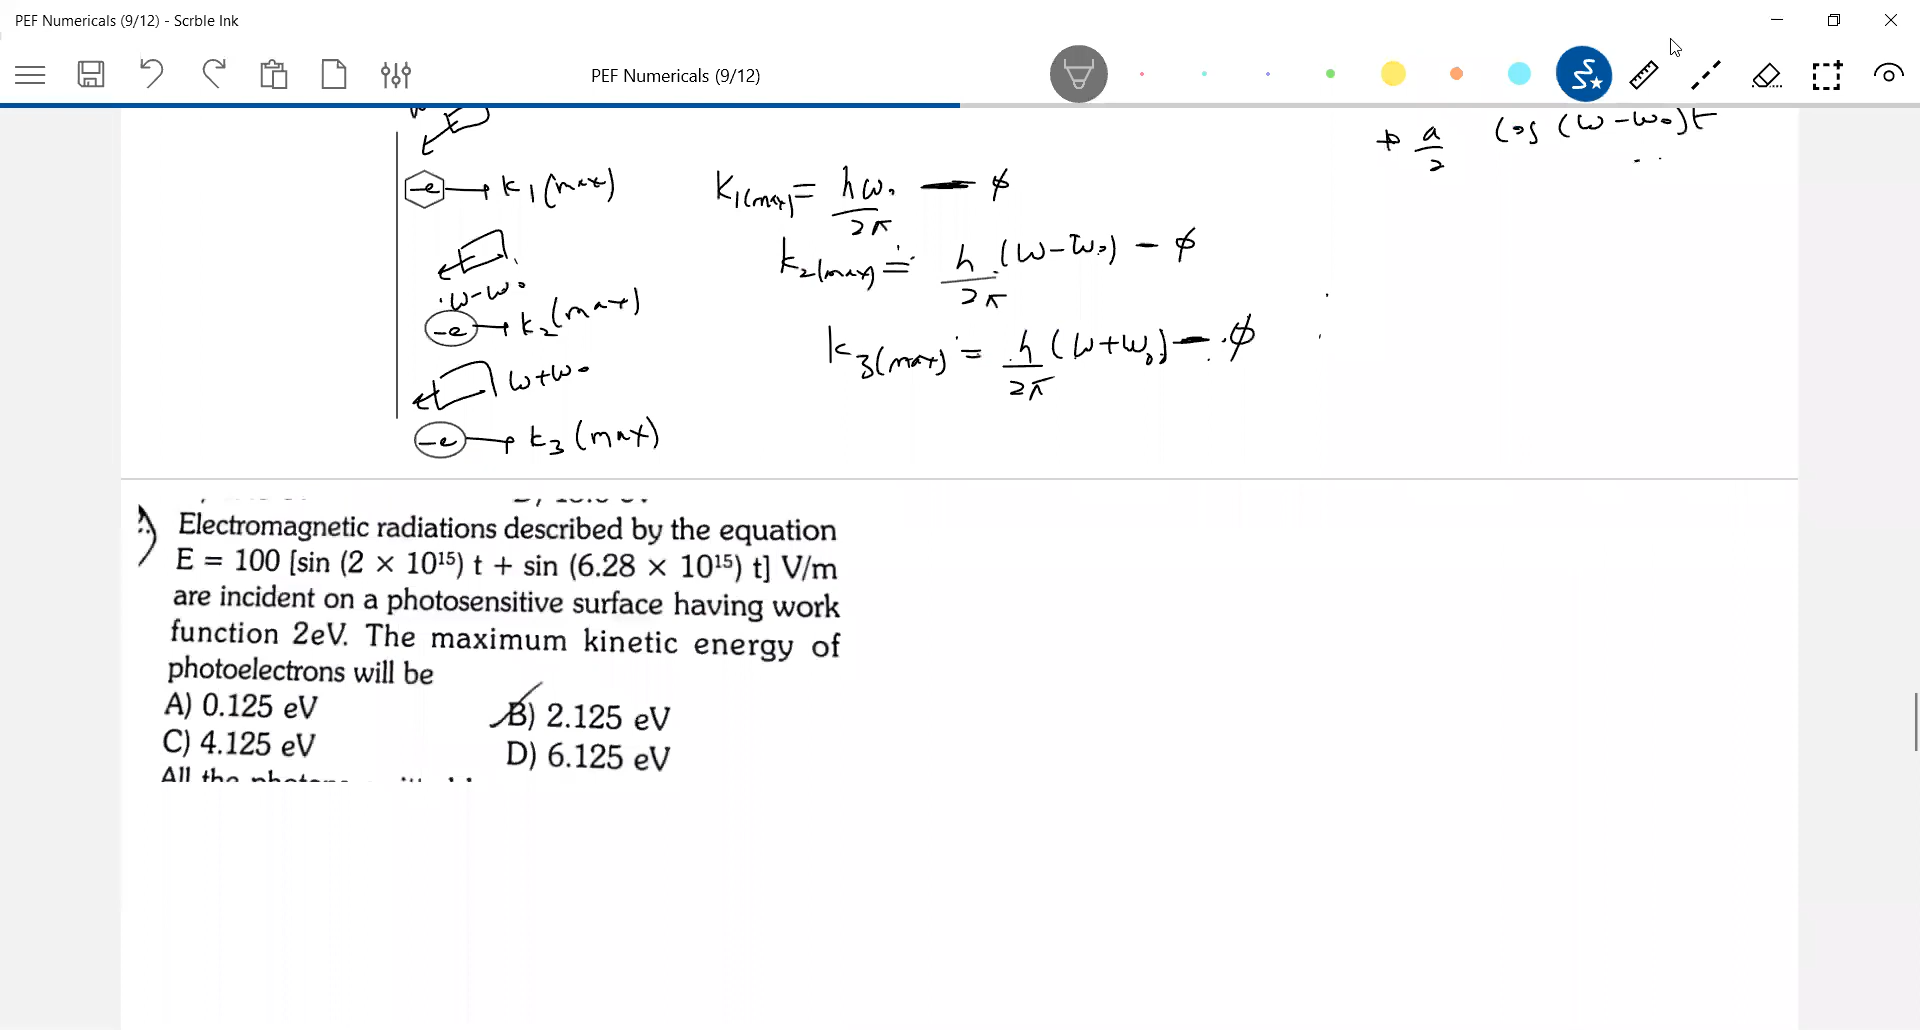 PEF Numericals (9/12) - Scrble Ink
PEF Numericals (9/12)
+ a/2 Cos (ω-ω₀)t
-e → K₁(max) K₁(max) = hω₀/2π - φ
K₂(max) = h/2π (ω-ω₀) - φ
ω-ω₀
-e → K₂(max)
K₃(max) = h/2π (ω+ω₀) - φ
ω+ω₀
-e → K₃(max)
Electromagnetic radiations described by the equation
E = 100 [sin (2 × 10¹⁵) t + sin (6.28 × 10¹⁵) t] V/m
are incident on a photosensitive surface having work
function 2eV. The maximum kinetic energy of
photoelectrons will be
A) 0.125 eV B) 2.125 eV
C) 4.125 eV D) 6.125 eV
All the